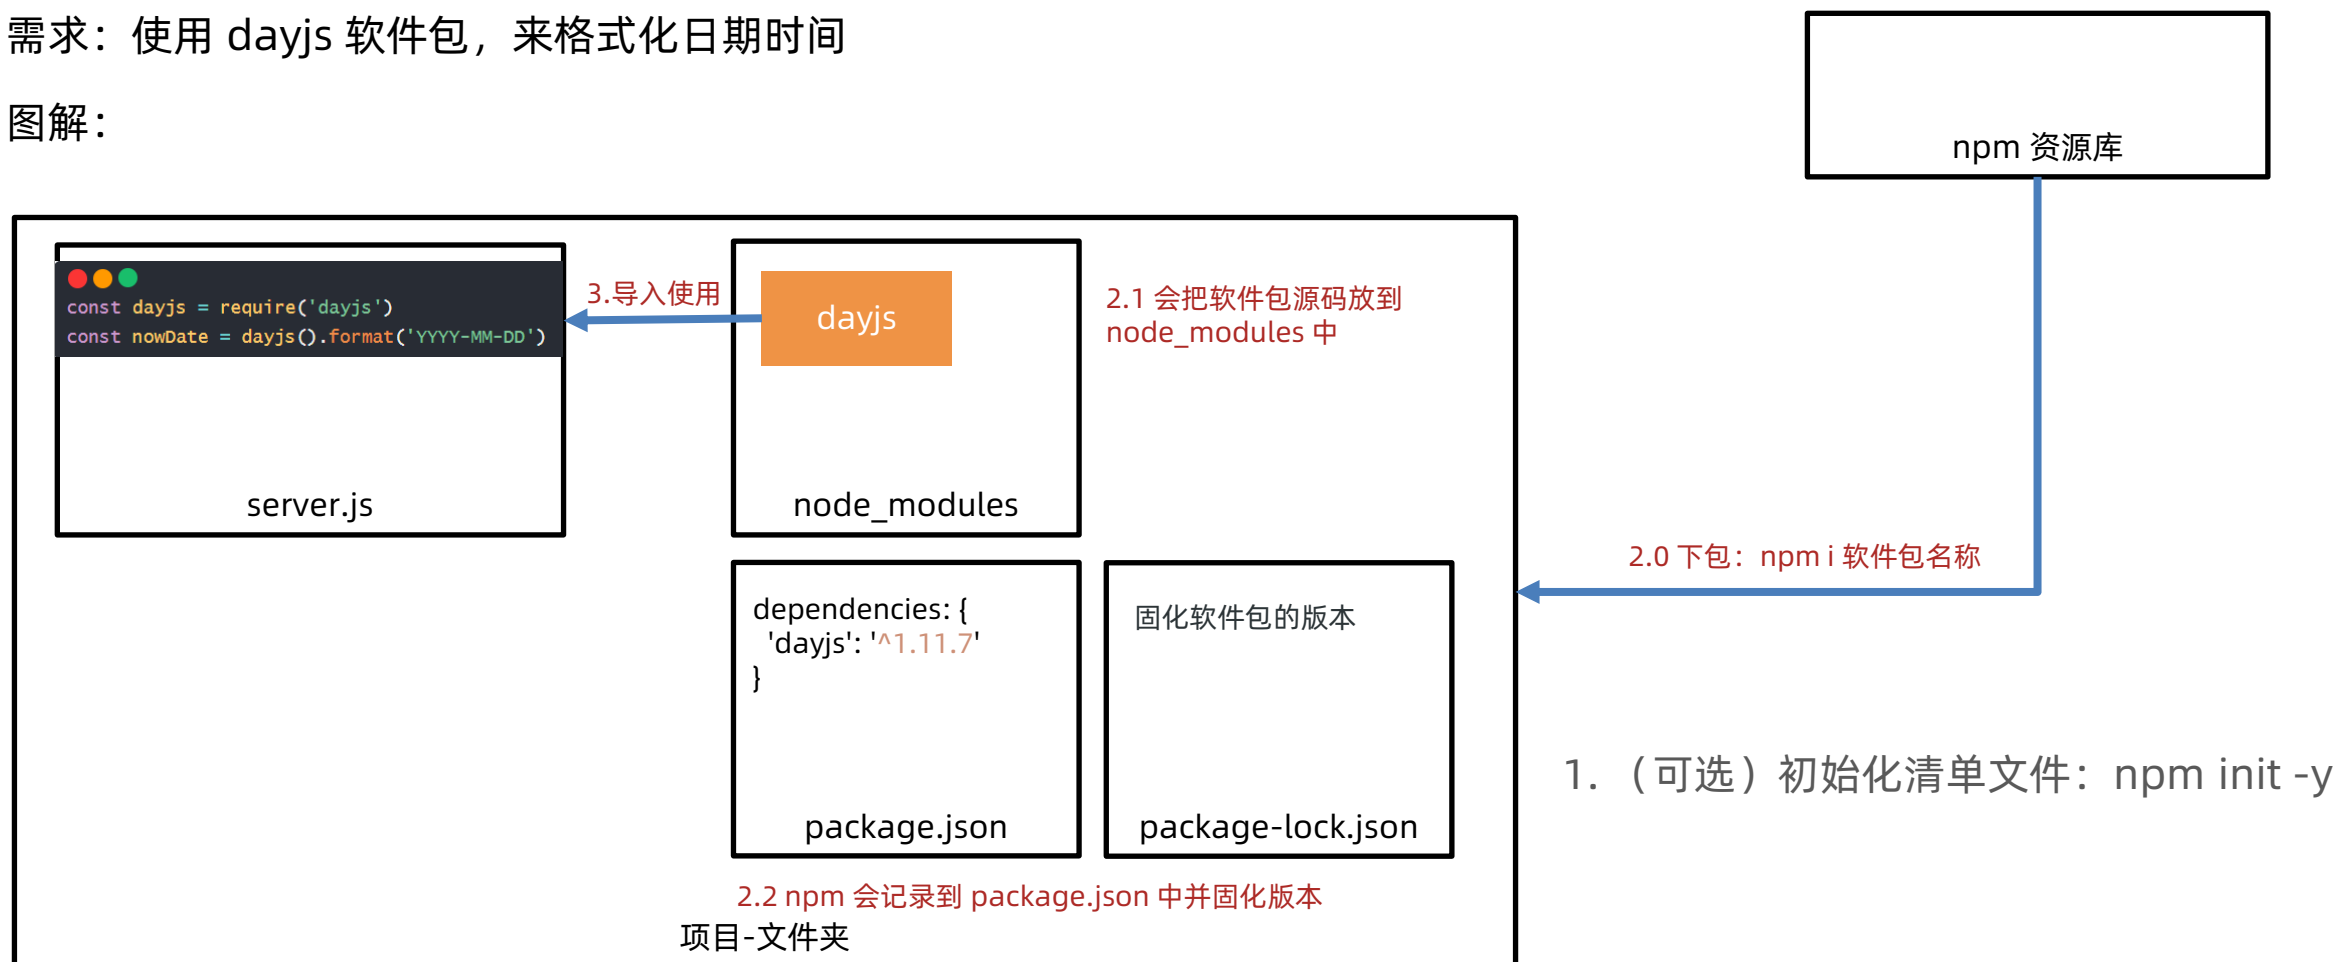 需求：使用 dayjs 软件包，来格式化日期时间
图解：
npm 资源库
const dayjs = require('dayjs')
const nowDate = dayjs().format('YYYY-MM-DD')
server.js
3.导入使用
dayjs
node_modules
2.1 会把软件包源码放到
node_modules 中
2.0 下包：npm i 软件包名称
dependencies: {
'dayjs': '^1.11.7'
}
package.json
固化软件包的版本
package-lock.json
1.（可选）初始化清单文件：npm init -y
2.2 npm 会记录到 package.json 中并固化版本
项目-文件夹